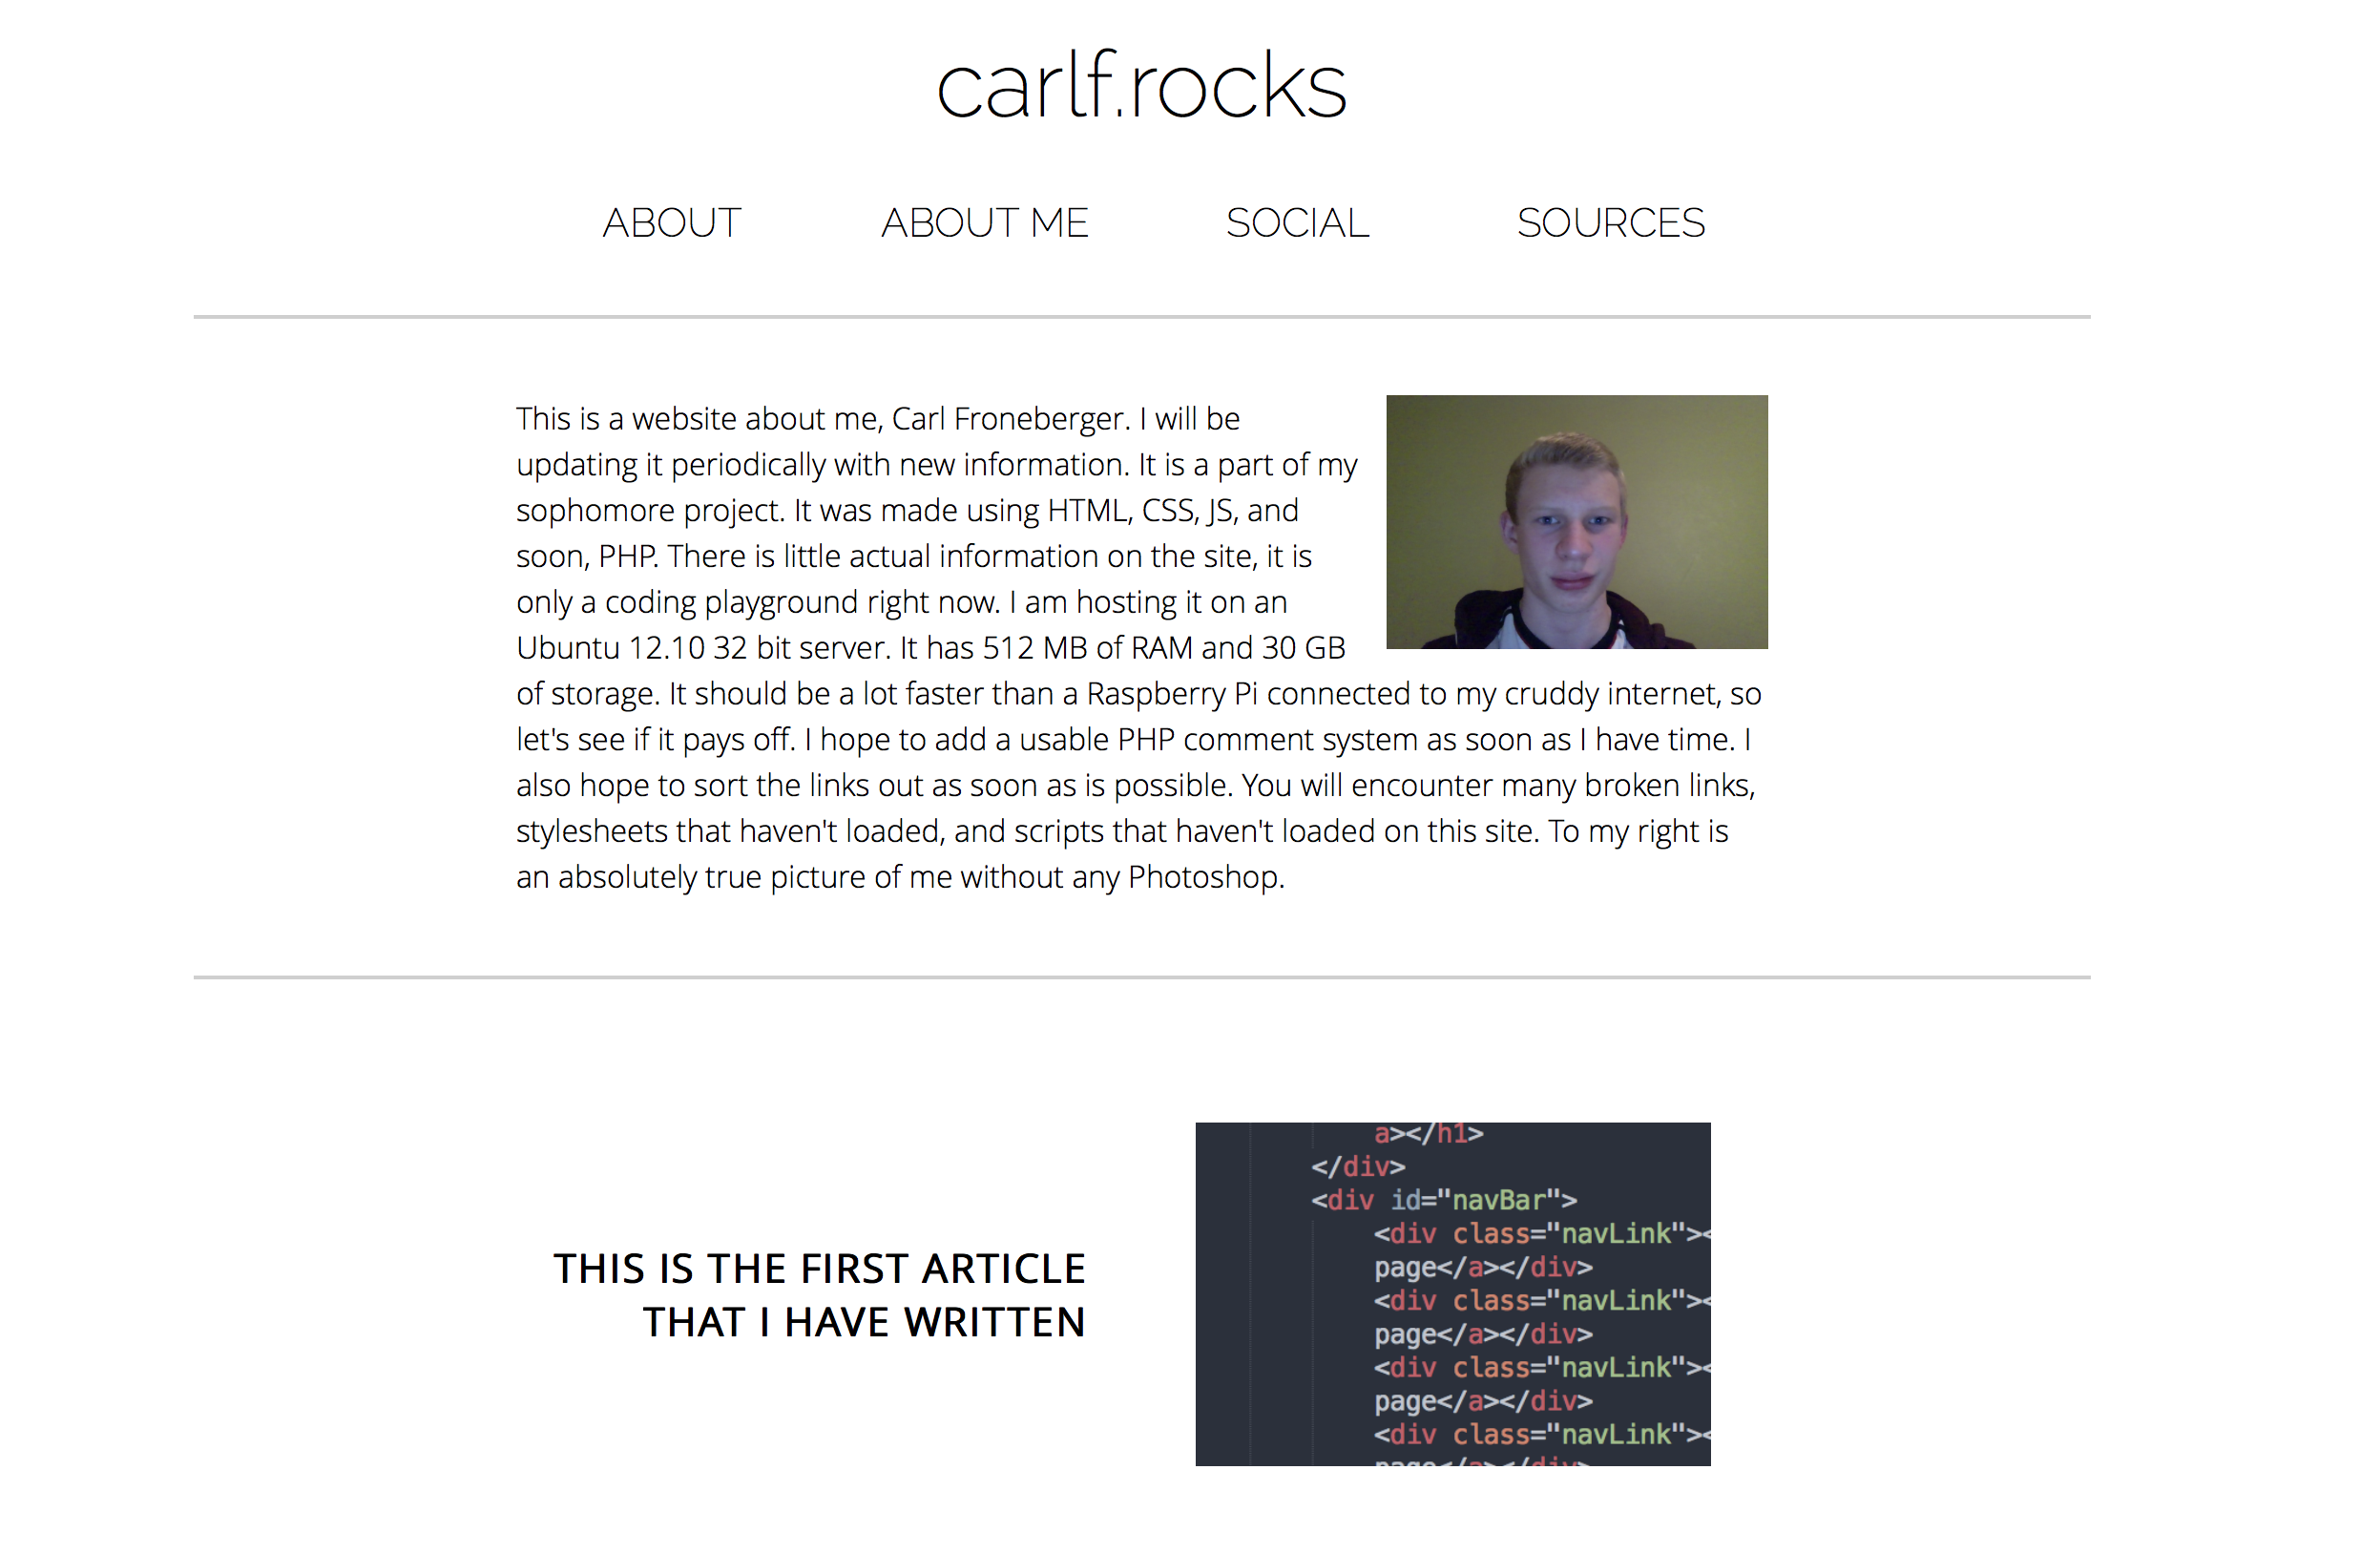 carlf.rocks
ABOUT ABOUT ME SOCIAL SOURCES
This is a website about me, Carl Froneberger. I will be
updating it periodically with new information. It is a part of my
sophomore project. It was made using HTML, CSS, JS, and
soon, PHP. There is little actual information on the site, it is
only a coding playground right now. I am hosting it on an
Ubuntu 12.10 32 bit server. It has 512 MB of RAM and 30 GB
of storage. It should be a lot faster than a Raspberry Pi connected to my cruddy internet, so
let's see if it pays off. I hope to add a usable PHP comment system as soon as I have time. I
also hope to sort the links out as soon as is possible. You will encounter many broken links,
stylesheets that haven't loaded, and scripts that haven't loaded on this site. To my right is
an absolutely true picture of me without any Photoshop.
THIS IS THE FIRST ARTICLE
THAT I HAVE WRITTEN
a></h1>
</div>
<div id="navBar">
<div class="navLink"><
page</a></div>
<div class="navLink"><
page</a></div>
<div class="navLink"><
page</a></div>
<div class="navLink"><
page</a></div>